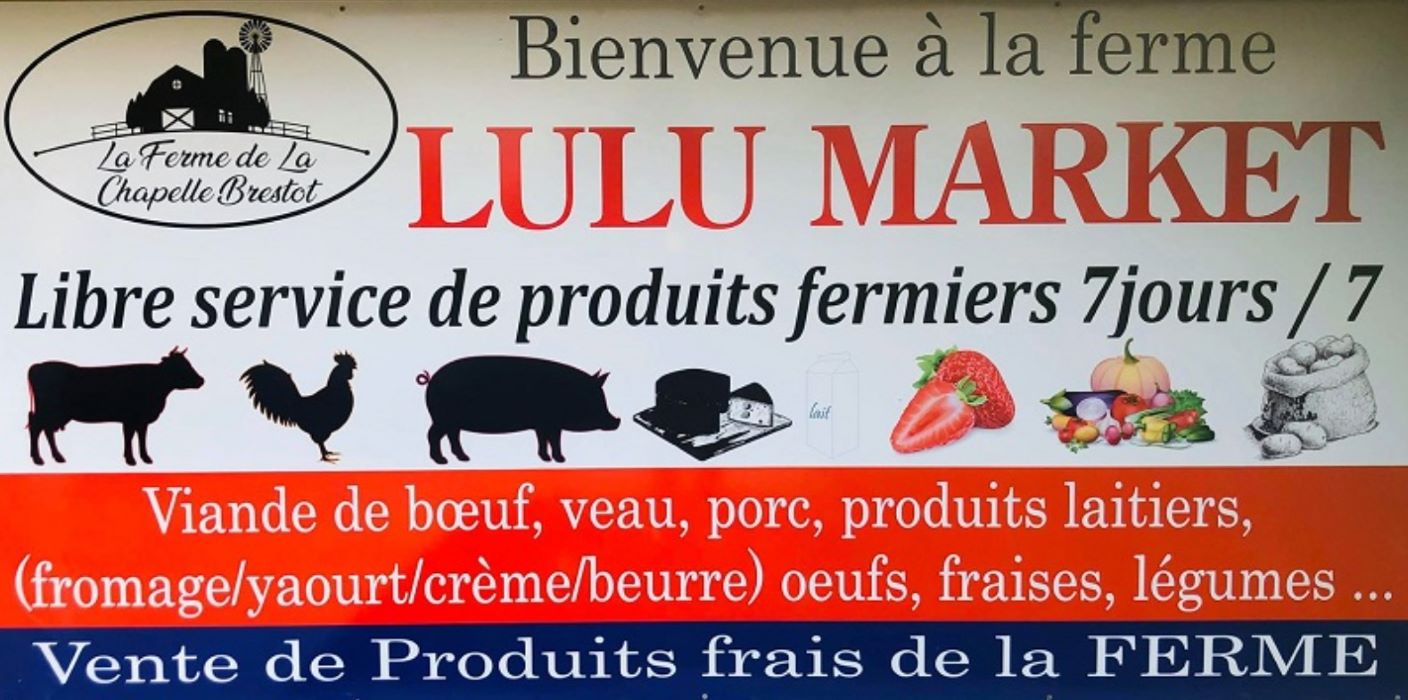 La Ferme de La
Chapelle Brestot
Bienvenue à la ferme
LULU MARKET
Libre service de produits fermiers 7jours / 7
lait
Viande de bœuf, veau, porc, produits laitiers,
(fromage/yaourt/crème/beurre) oeufs, fraises, légumes ...
Vente de Produits frais de la FERME